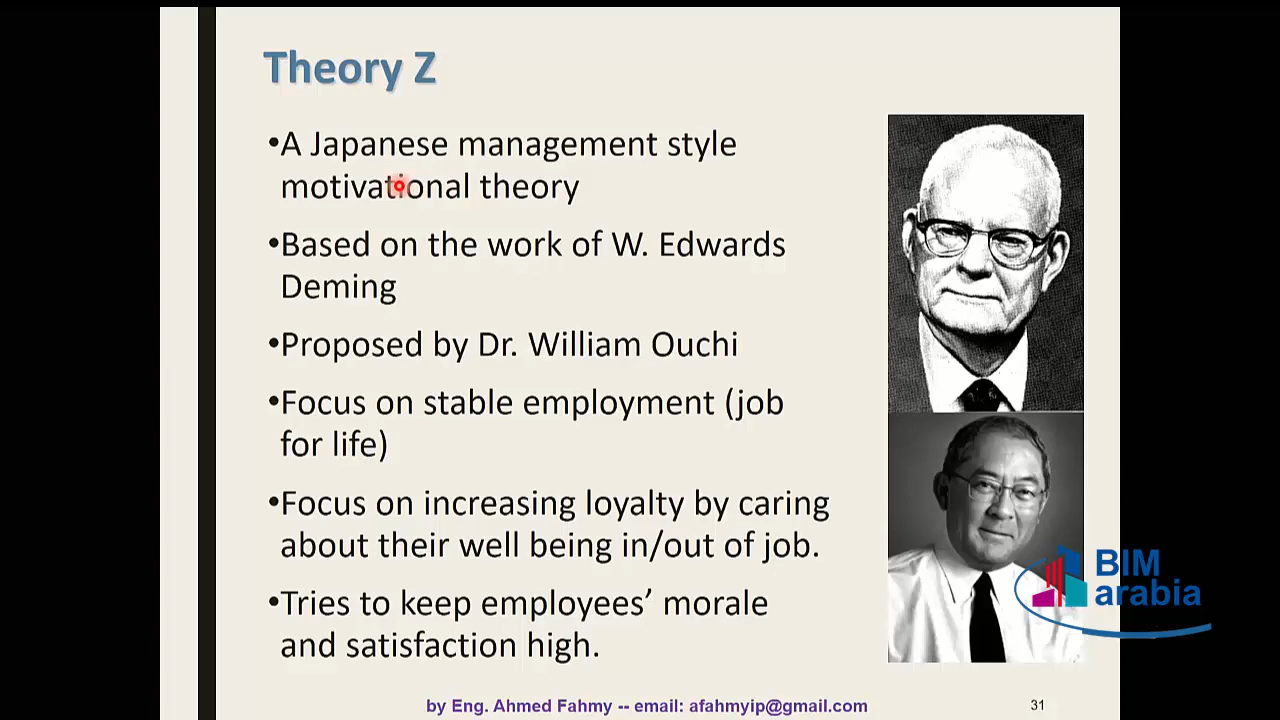 Theory Z
•A Japanese management style
motivational theory
•Based on the work of W. Edwards
Deming
•Proposed by Dr. William Ouchi
•Focus on stable employment (job
for life)
•Focus on increasing loyalty by caring
about their well being in/out of job.
•Tries to keep employees’ morale
and satisfaction high.
BIM
arabia
by Eng. Ahmed Fahmy -- email: afahmyip@gmail.com
31